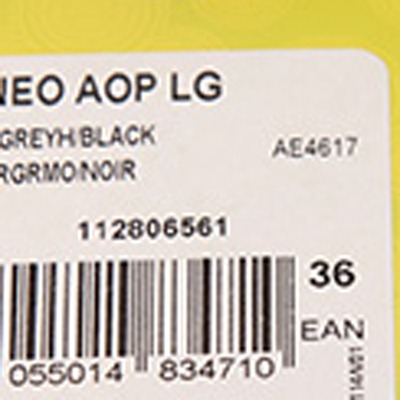 NEO AOP LG
GREYH/BLACK
RGRMO/NOIR
AE4617
112806561
36
EAN
055014 834710